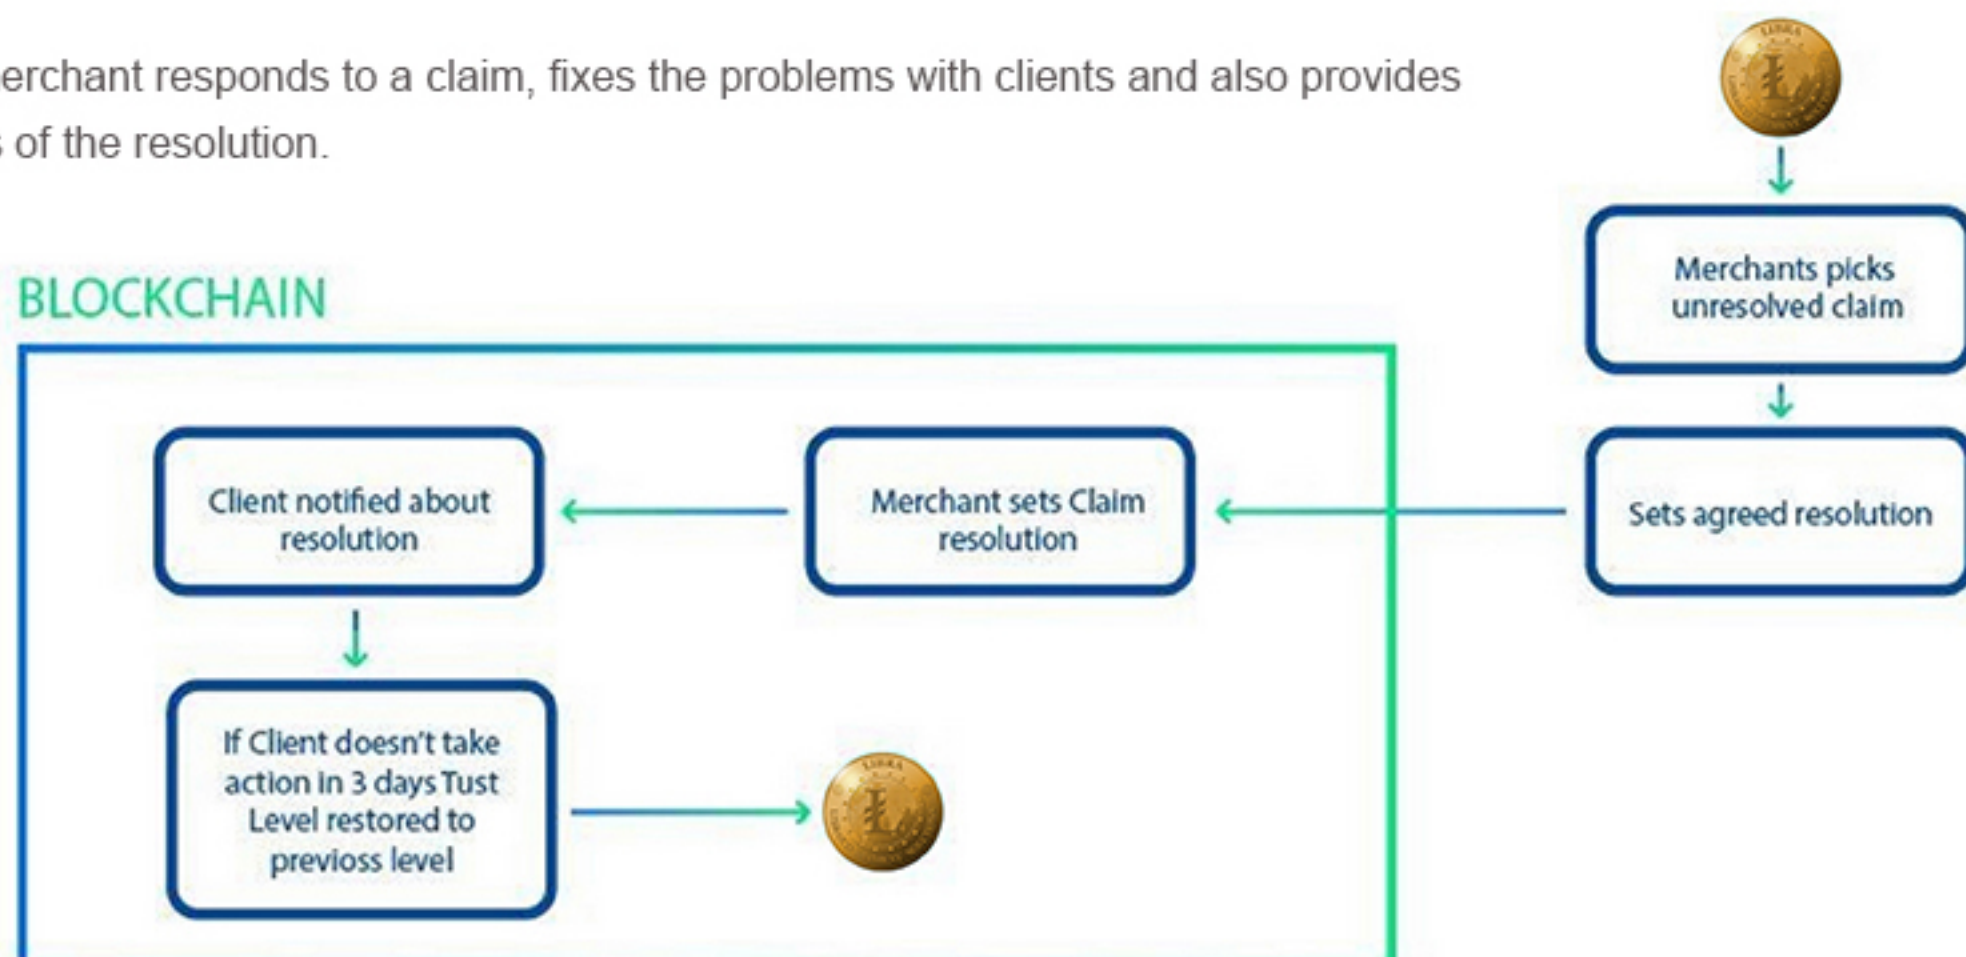 erchant responds to a claim, fixes the problems with clients and also provides
s of the resolution.
BLOCKCHAIN
Merchants picks
unresolved claim
Sets agreed resolution
Merchant sets Claim
resolution
Client notified about
resolution
If Client doesn't take
action in 3 days Tust
Level restored to
previoss level
LIBRA
LIBRA